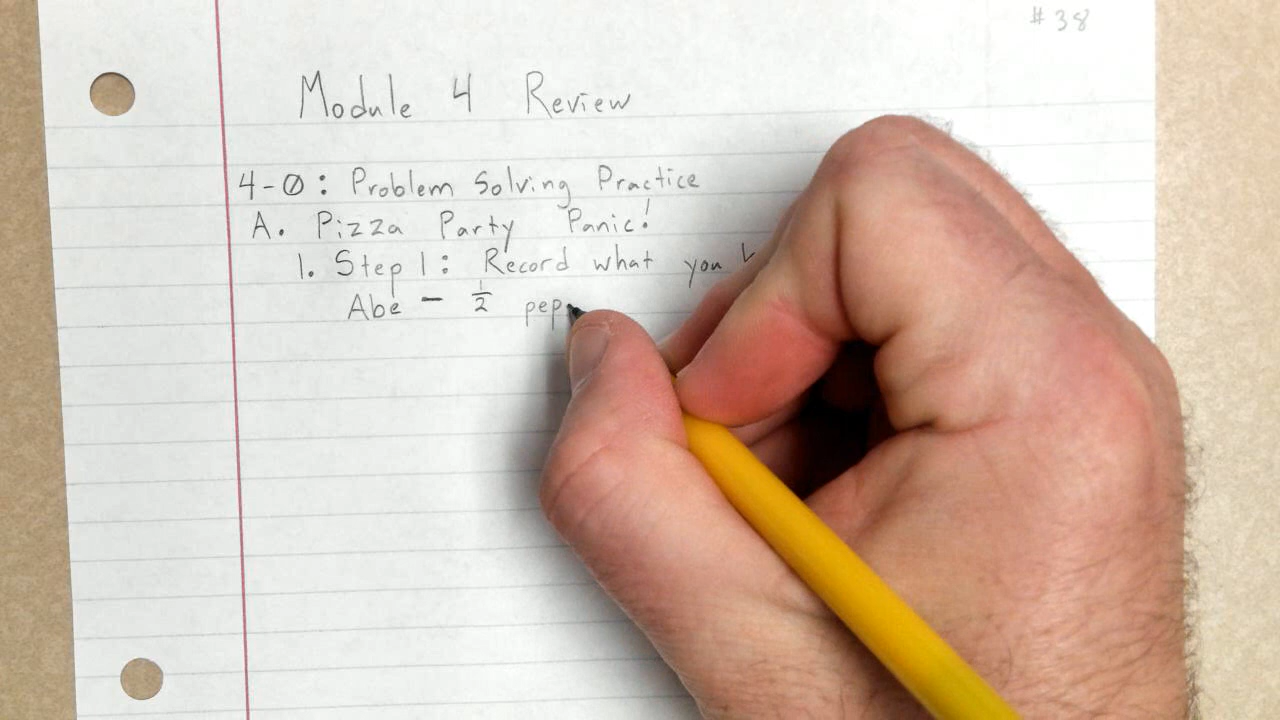 #38
Module 4 Review
4-0: Problem Solving Practice
A. Pizza Party Panic!
1. Step 1: Record what you
Abe - 1/2 pep